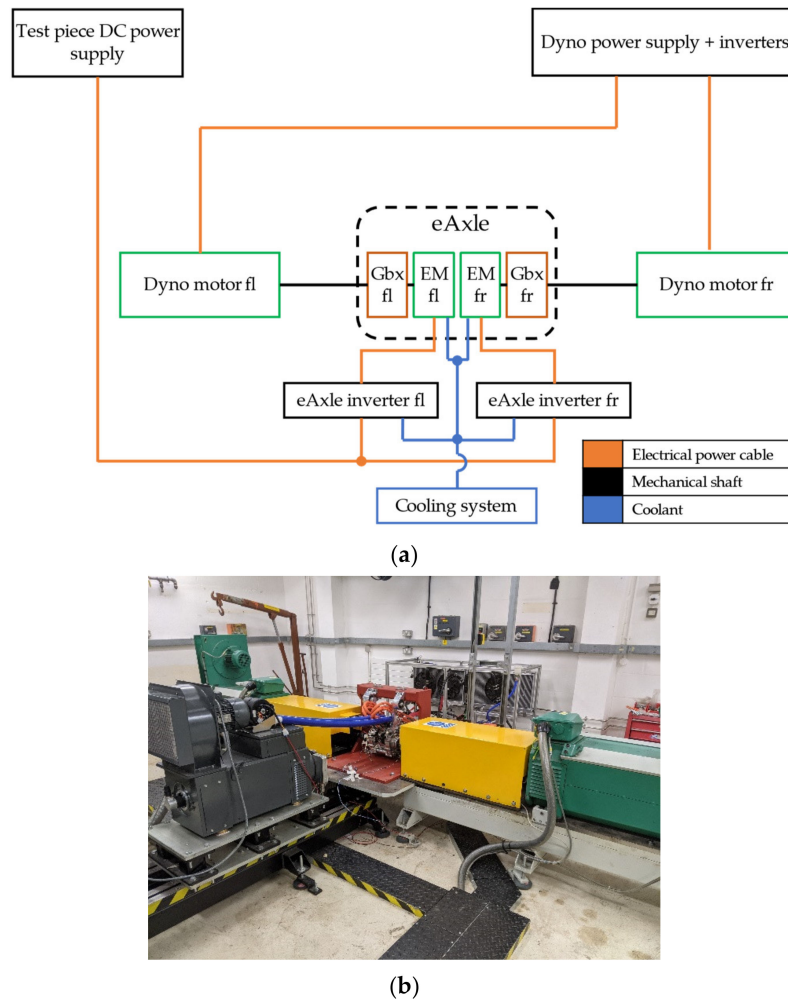 Test piece DC power
supply
Dyno power supply + inverters
eAxle
Dyno motor fl
Gbx
fl
EM
fl
EM
fr
Gbx
fr
Dyno motor fr
eAxle inverter fl
eAxle inverter fr
Electrical power cable
Mechanical shaft
Coolant
Cooling system
(a)
(b)